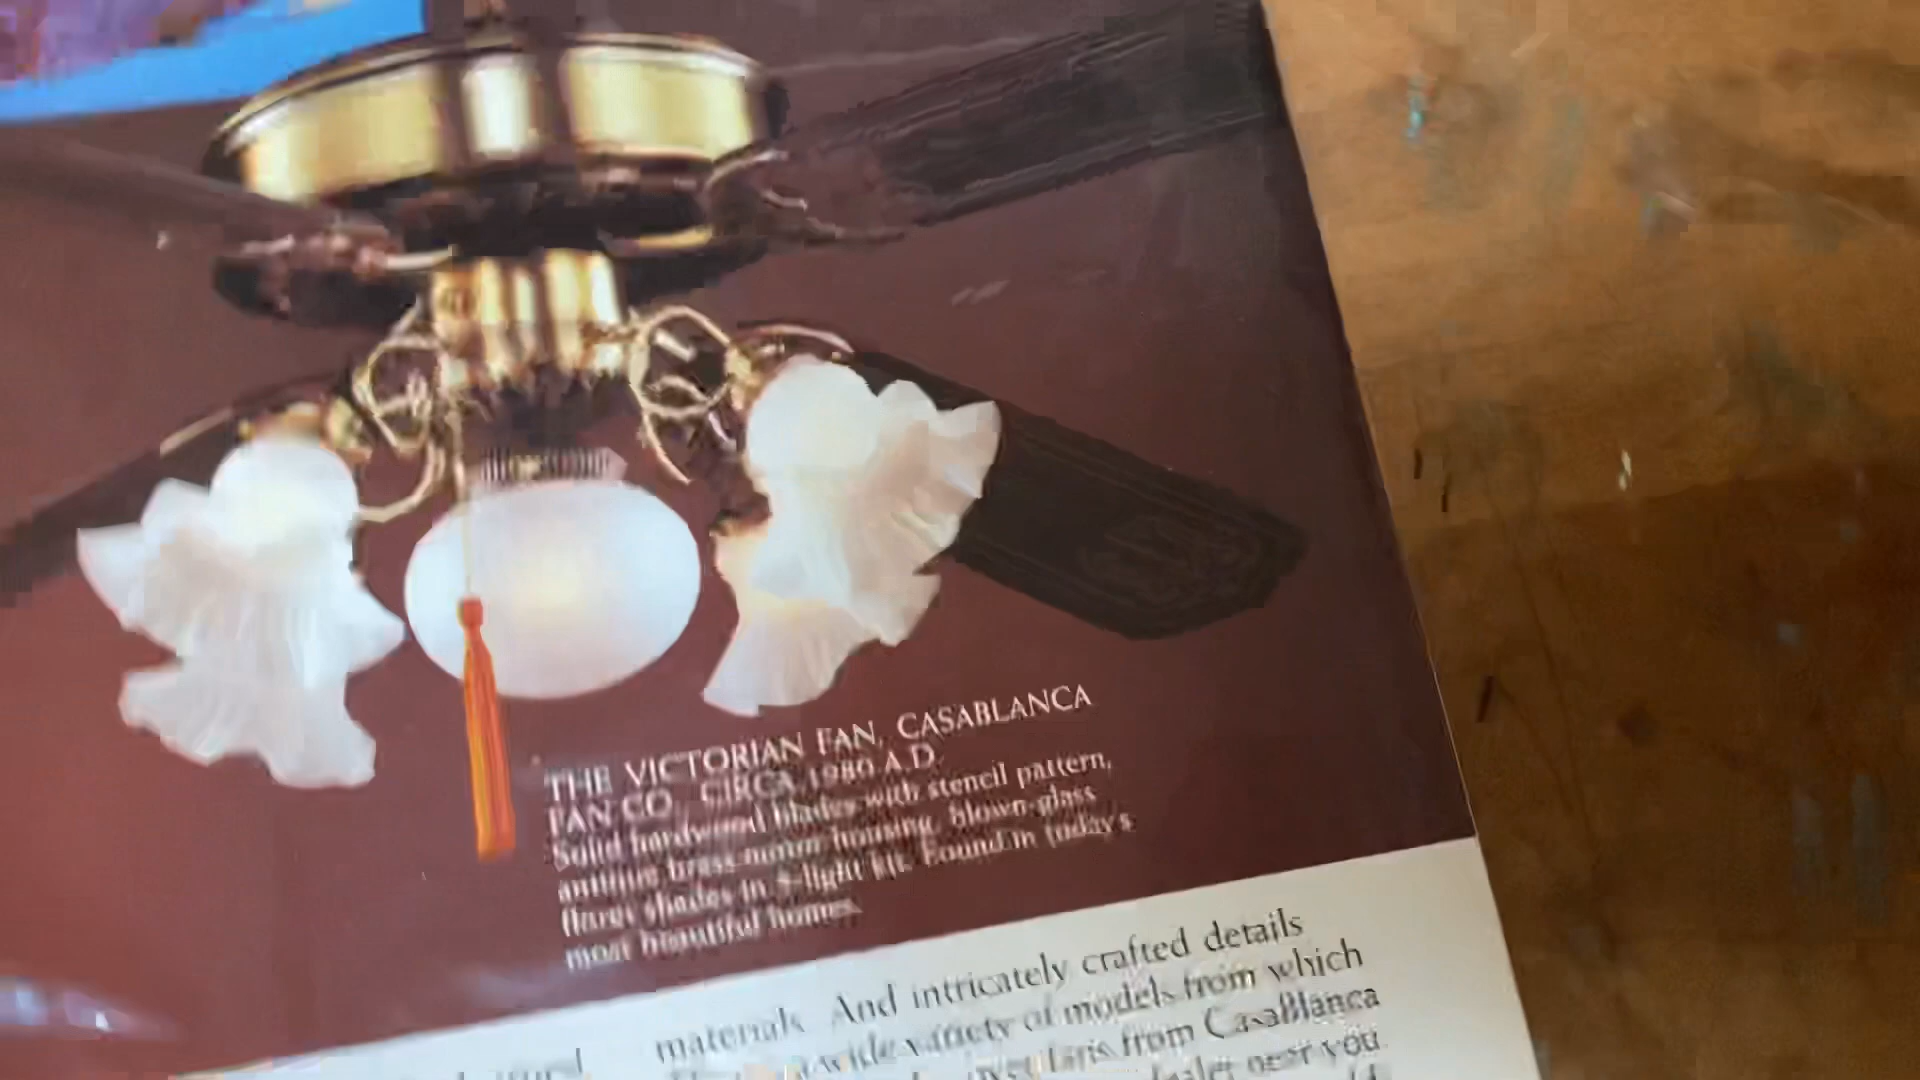 THE VICTORIAN FAN, CASABLANCA
FAN CO. CIRCA 1980 A.D.
Solid hardwood blades with stencil pattern,
antique brass motor housing, blown-glass
shades in 4-light kit. Found in today's
most beautiful homes.
materials. And intricately crafted details
wide variety of models from which
fans from Casablanca
dealer near you